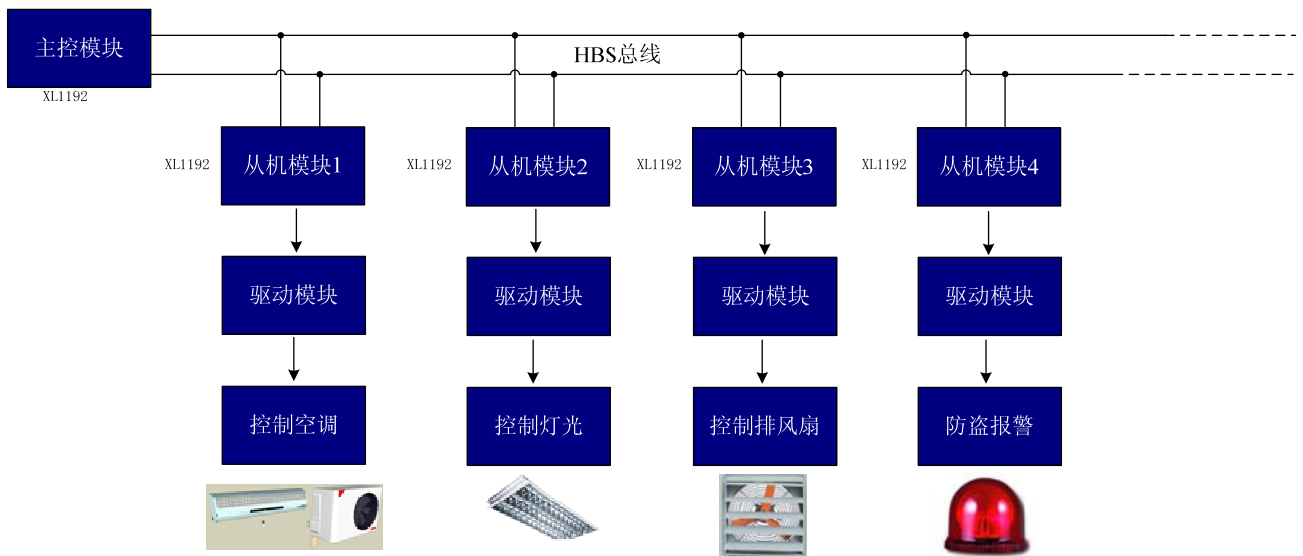 主控模块
HBS总线
XL1192
XL1192
从机模块1
XL1192
从机模块2
XL1192
从机模块3
XL1192
从机模块4
驱动模块
驱动模块
驱动模块
驱动模块
控制空调
控制灯光
控制排风扇
防盗报警